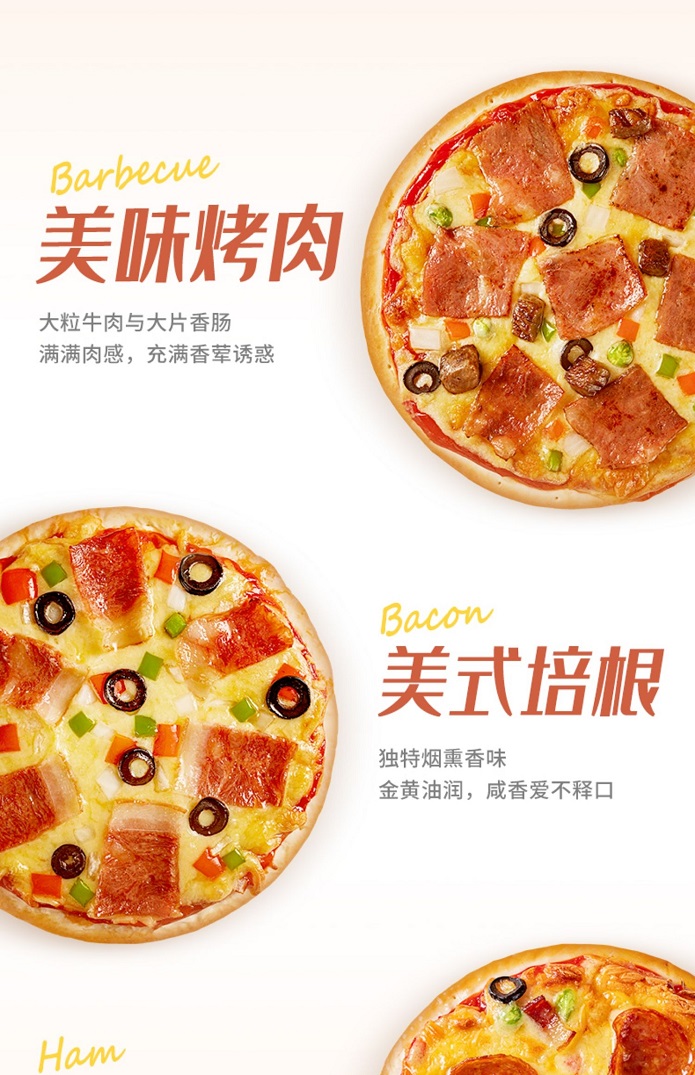 Barbecue
美味烤肉
大粒牛肉与大片香肠
满满肉感，充满香荤诱惑
Bacon
美式培根
独特烟熏香味
金黄油润，咸香爱不释口
Ham